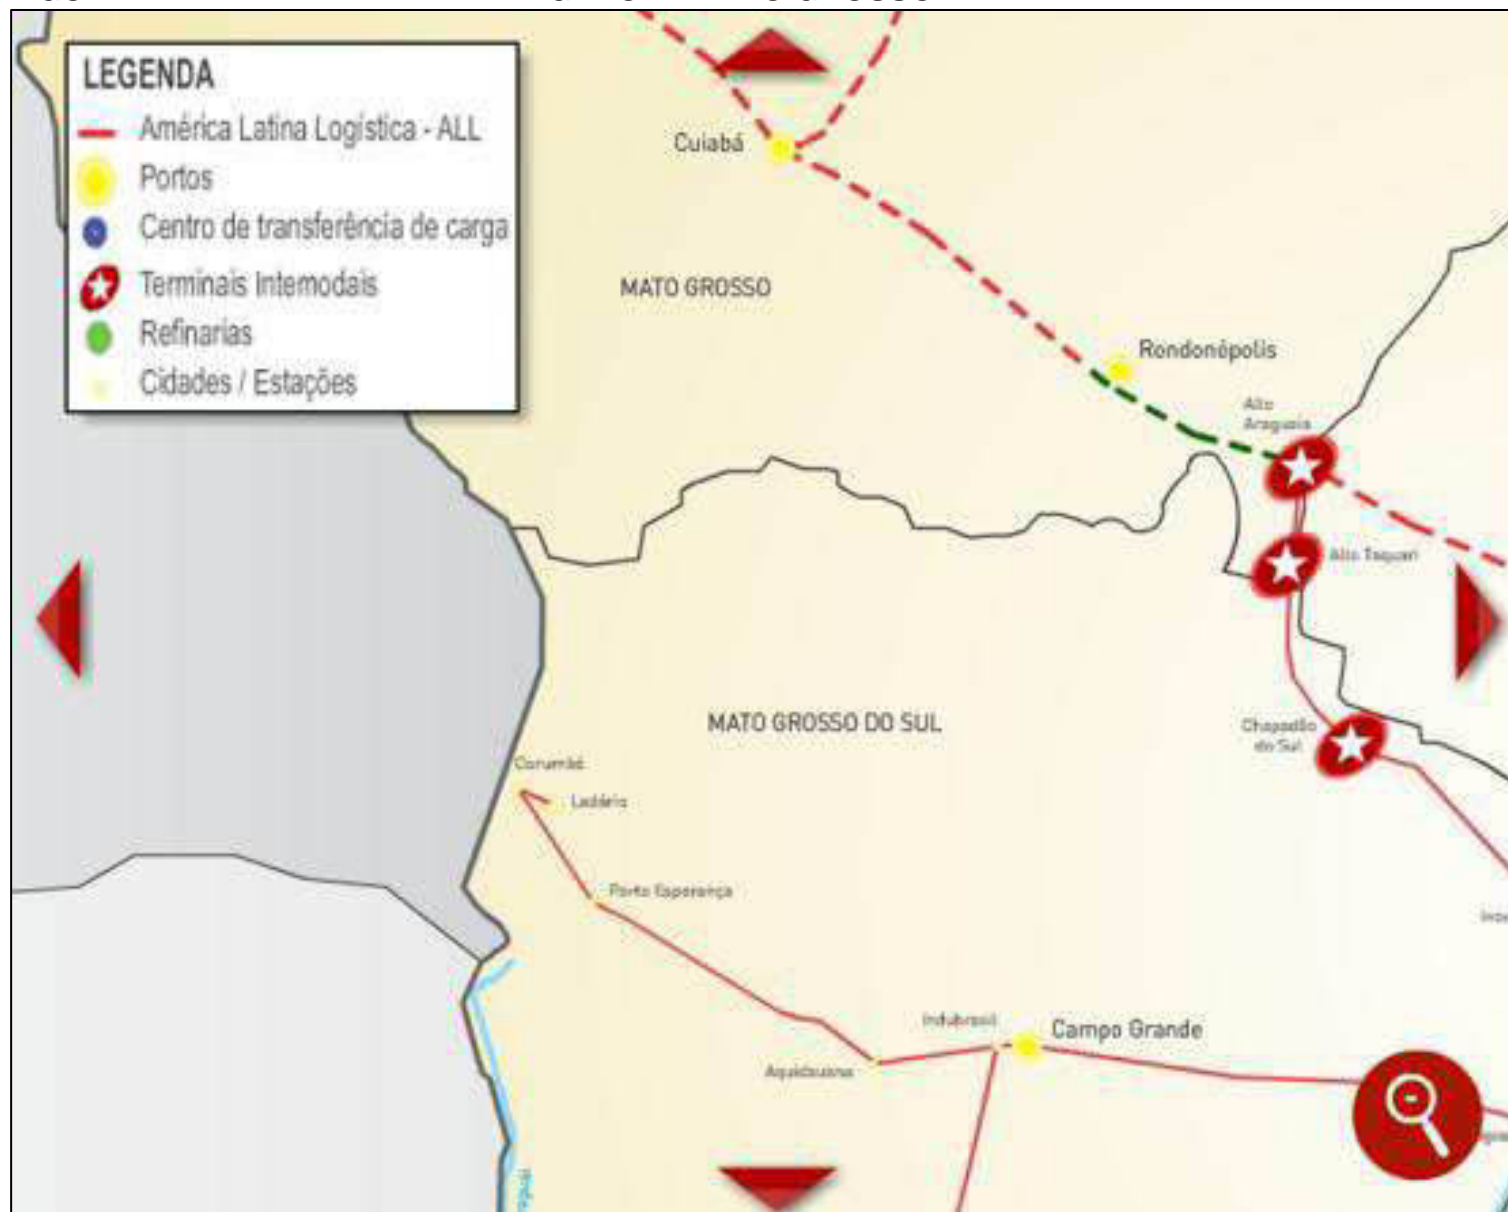 LEGENDA
América Latina Logística - ALL
Portos
Centro de transferência de carga
Terminais Intemodais
Refinarias
Cidades / Estações
Cuiabá
MATO GROSSO
Rondonópolis
Alto
Araguaia
Alto Taquari
MATO GROSSO DO SUL
Chapadão
do Sul
Corumbá
Ladário
Porto Esperança
Indubrasil
Campo Grande
Aquidauana